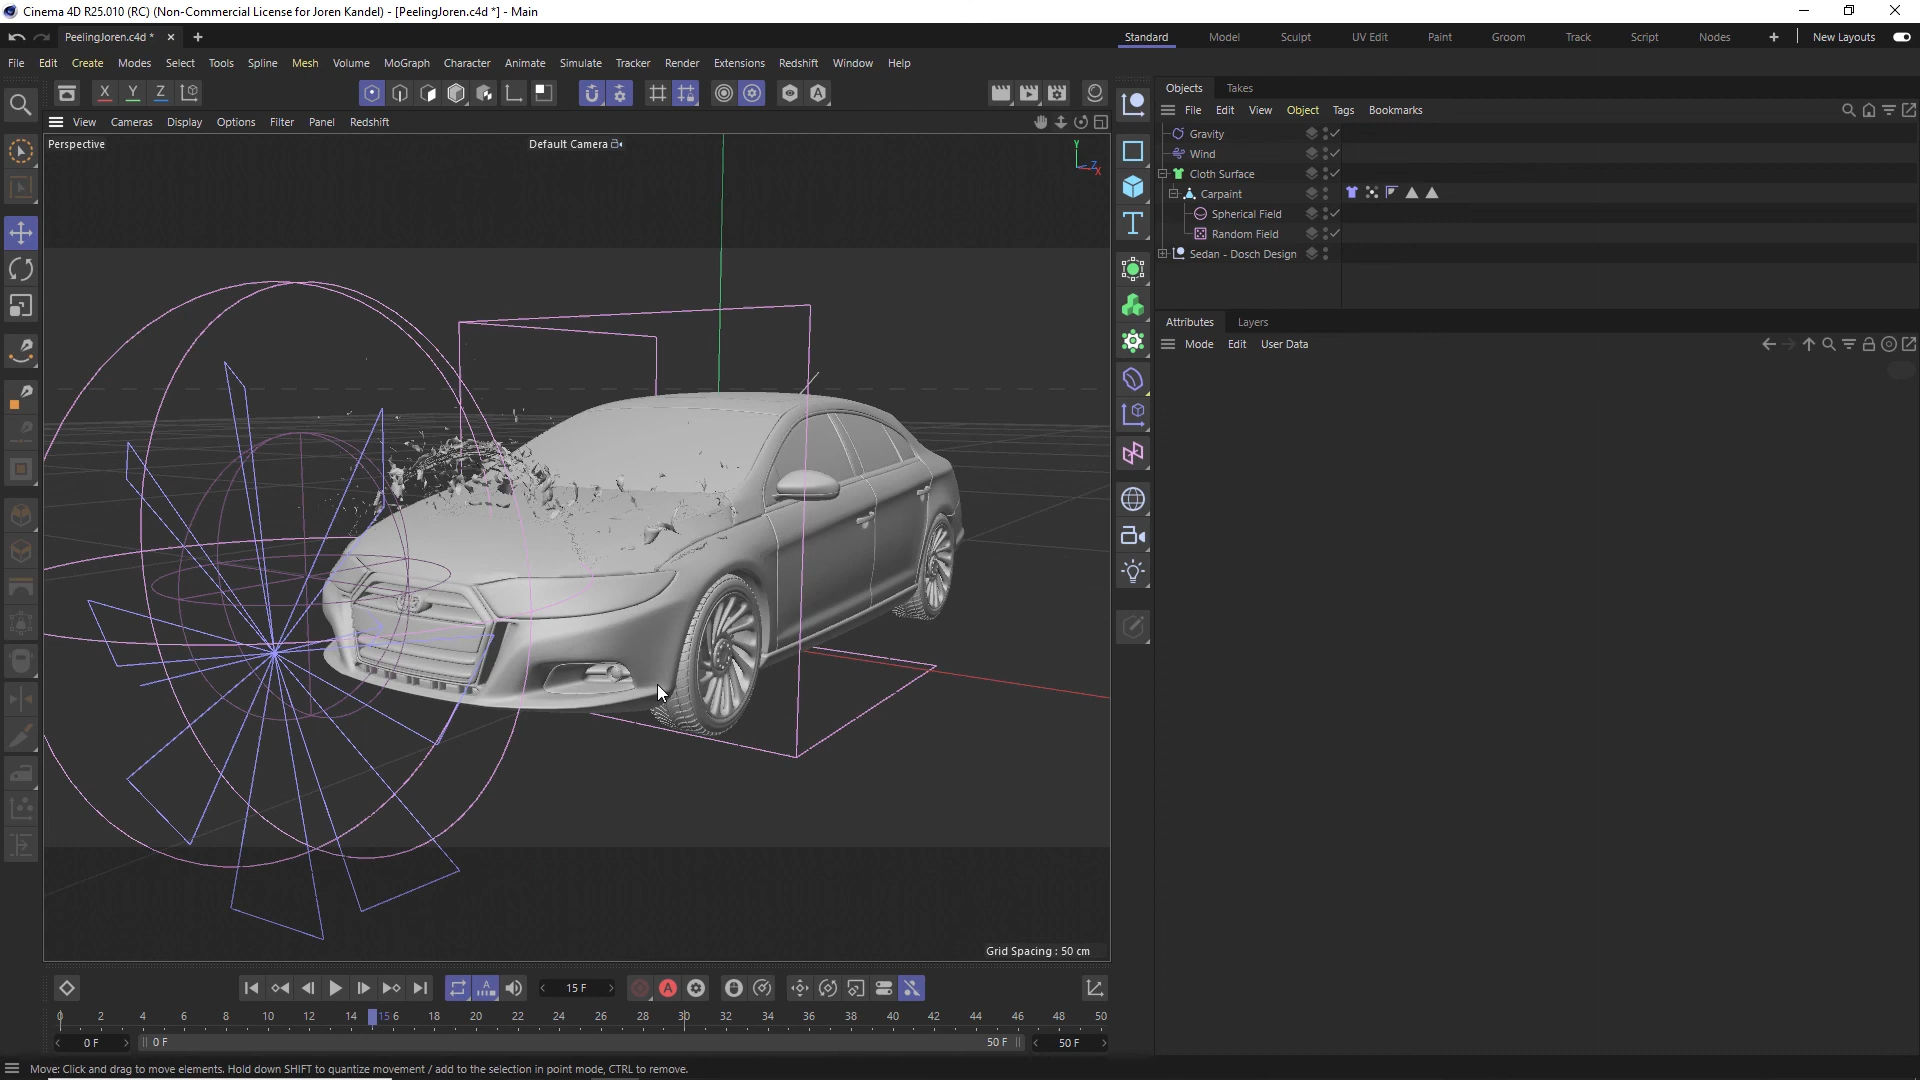 Cinema 4D R25.010 (RC) (Non-Commercial License for Joren Kandel) - [PeelingJoren.c4d *] - Main
PeelingJoren.c4d *
Standard Model Sculpt UV Edit Paint Groom Track Script Nodes New Layouts
File Edit Create Modes Select Tools Spline Mesh Volume MoGraph Character Animate Simulate Tracker Render Extensions Redshift Window Help
X Y Z
View Cameras Display Options Filter Panel Redshift
Perspective
Default Camera
Y
Z
X
Grid Spacing : 50 cm
Objects Takes
File Edit View Object Tags Bookmarks
Gravity
Wind
Cloth Surface
Carpaint
Spherical Field
Random Field
Sedan - Dosch Design
Attributes Layers
Mode Edit User Data
15 F
0 2 4 6 8 10 12 14 15 6 18 20 22 24 26 28 30 32 34 36 38 40 42 44 46 48 50
0 F 0 F 50 F 50 F
Move: Click and drag to move elements. Hold down SHIFT to quantize movement / add to the selection in point mode, CTRL to remove.